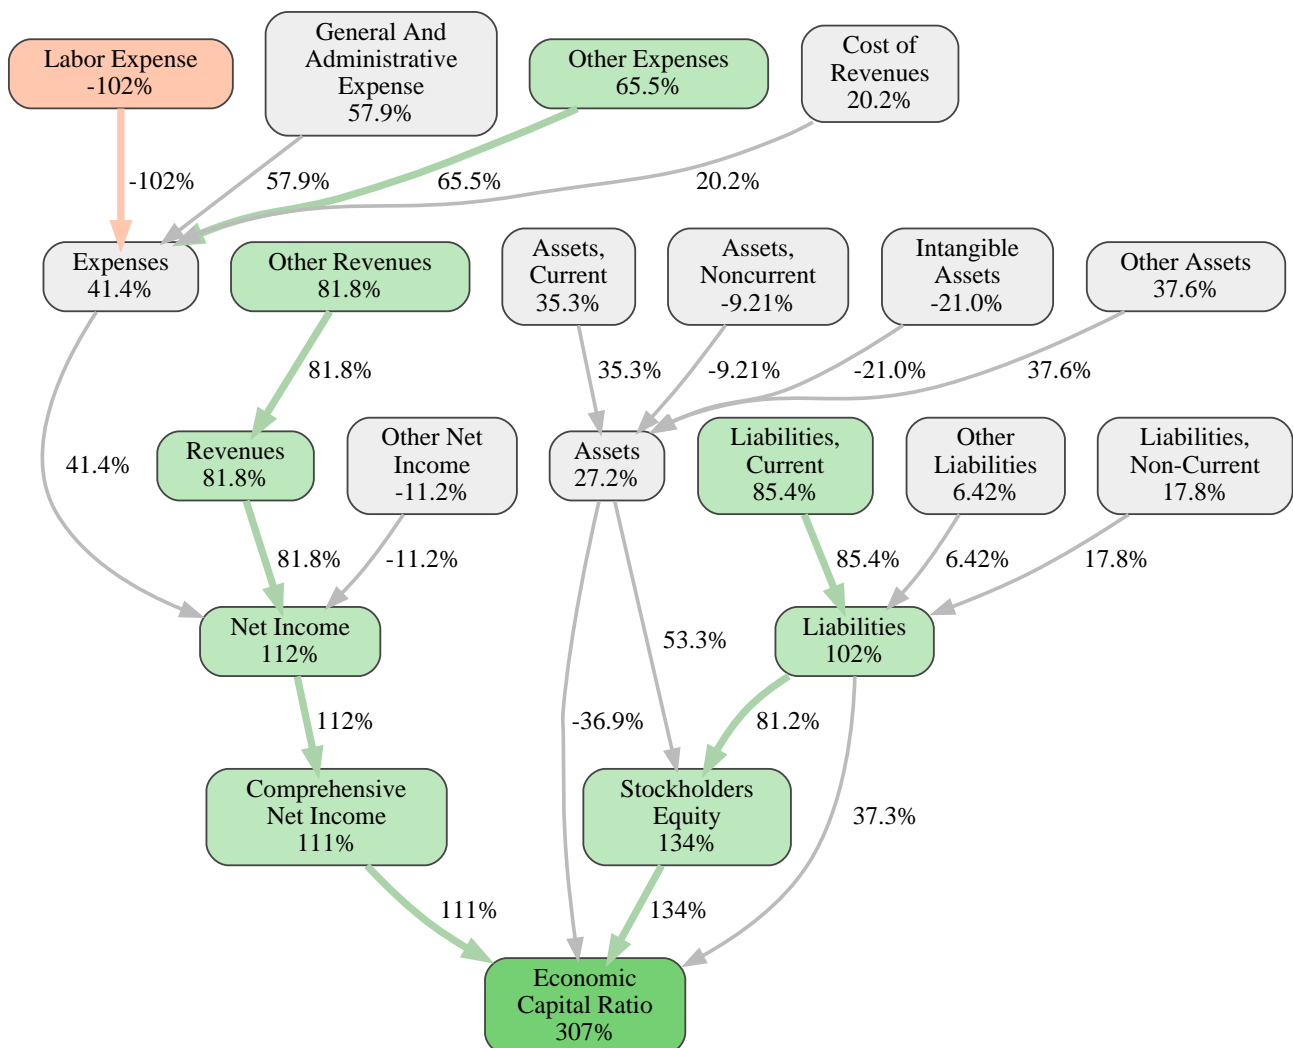 Labor Expense
-102%
General And
Administrative
Expense
57.9%
Other Expenses
65.5%
Cost of
Revenues
20.2%
-102%
57.9%
65.5%
20.2%
Expenses
41.4%
Other Revenues
81.8%
Assets,
Current
35.3%
Assets,
Noncurrent
-9.21%
Intangible
Assets
-21.0%
Other Assets
37.6%
81.8%
35.3%
-9.21%
-21.0%
37.6%
41.4%
Revenues
81.8%
Other Net
Income
-11.2%
Assets
27.2%
Liabilities,
Current
85.4%
Other
Liabilities
6.42%
Liabilities,
Non-Current
17.8%
81.8%
-11.2%
85.4%
6.42%
17.8%
Net Income
112%
53.3%
Liabilities
102%
112%
-36.9%
81.2%
Comprehensive
Net Income
111%
Stockholders
Equity
134%
37.3%
111%
134%
Economic
Capital Ratio
307%